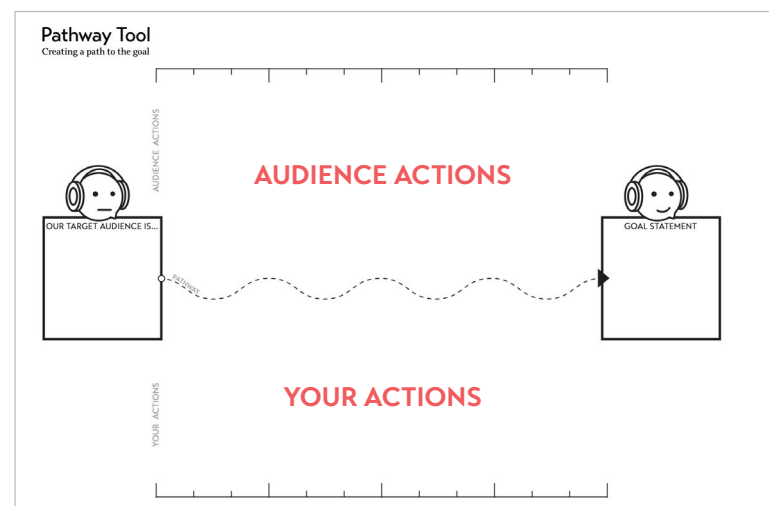 Pathway Tool
Creating a path to the goal
AUDIENCE ACTIONS
AUDIENCE ACTIONS
OUR TARGET AUDIENCE IS...
GOAL STATEMENT
PATHWAY
YOUR ACTIONS
YOUR ACTIONS